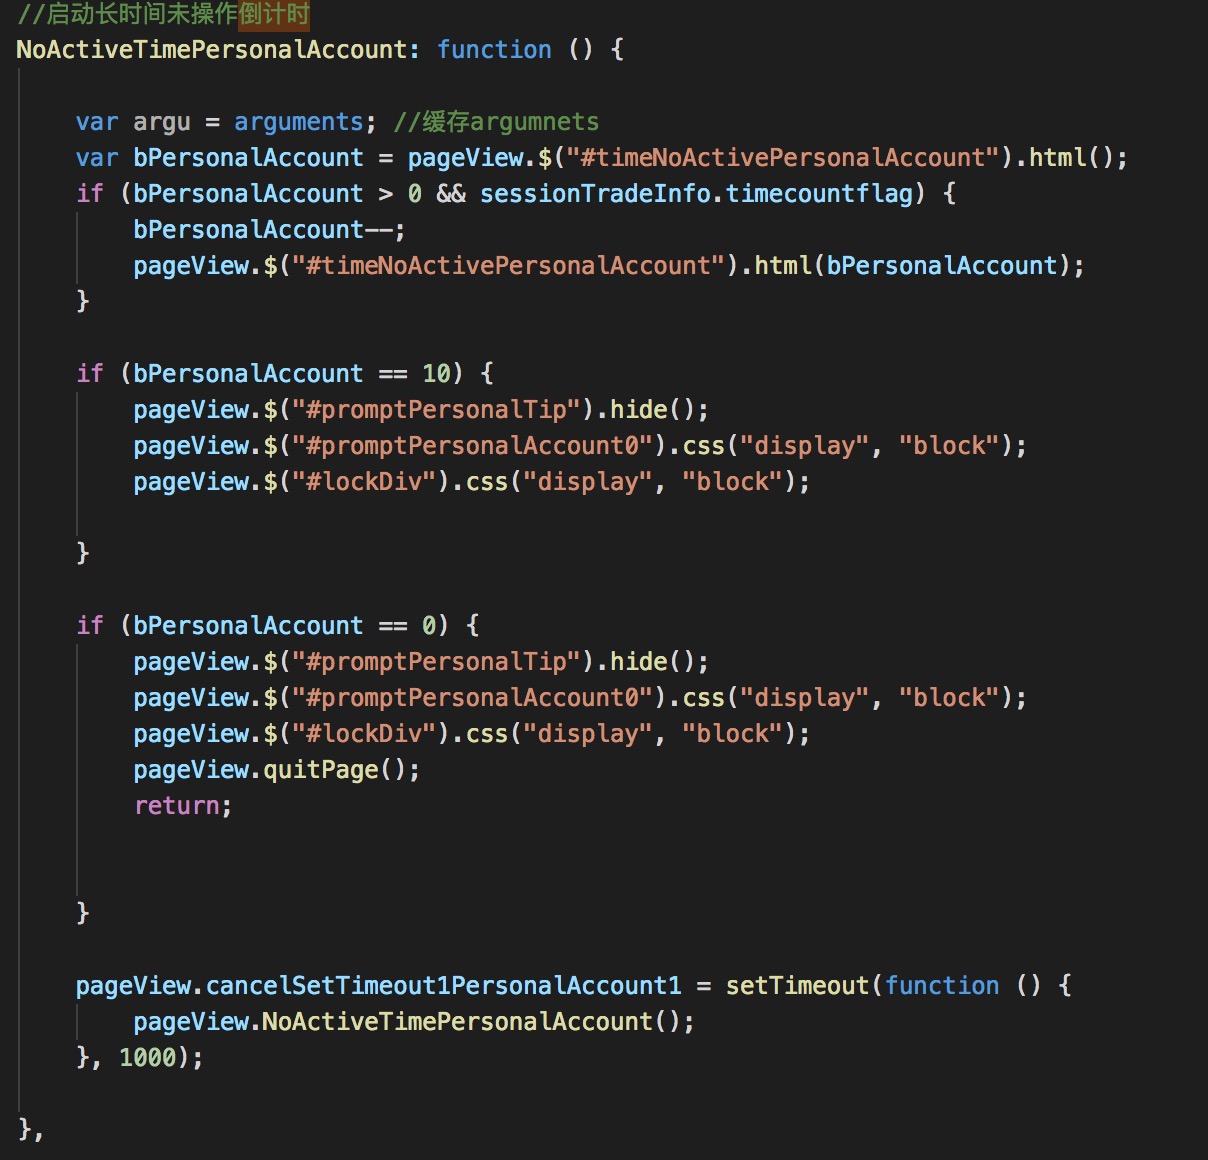 //启动长时间未操作倒计时
NoActiveTimePersonalAccount: function () {
var argu = arguments; //缓存argumnets
var bPersonalAccount = pageView.$("#timeNoActivePersonalAccount").html();
if (bPersonalAccount > 0 && sessionTradeInfo.timecountflag) {
bPersonalAccount--;
pageView.$("#timeNoActivePersonalAccount").html(bPersonalAccount);
}
if (bPersonalAccount == 10) {
pageView.$("#promptPersonalTip").hide();
pageView.$("#promptPersonalAccount0").css("display", "block");
pageView.$("#lockDiv").css("display", "block");
}
if (bPersonalAccount == 0) {
pageView.$("#promptPersonalTip").hide();
pageView.$("#promptPersonalAccount0").css("display", "block");
pageView.$("#lockDiv").css("display", "block");
pageView.quitPage();
return;
}
pageView.cancelSetTimeout1PersonalAccount1 = setTimeout(function () {
pageView.NoActiveTimePersonalAccount();
}, 1000);
},